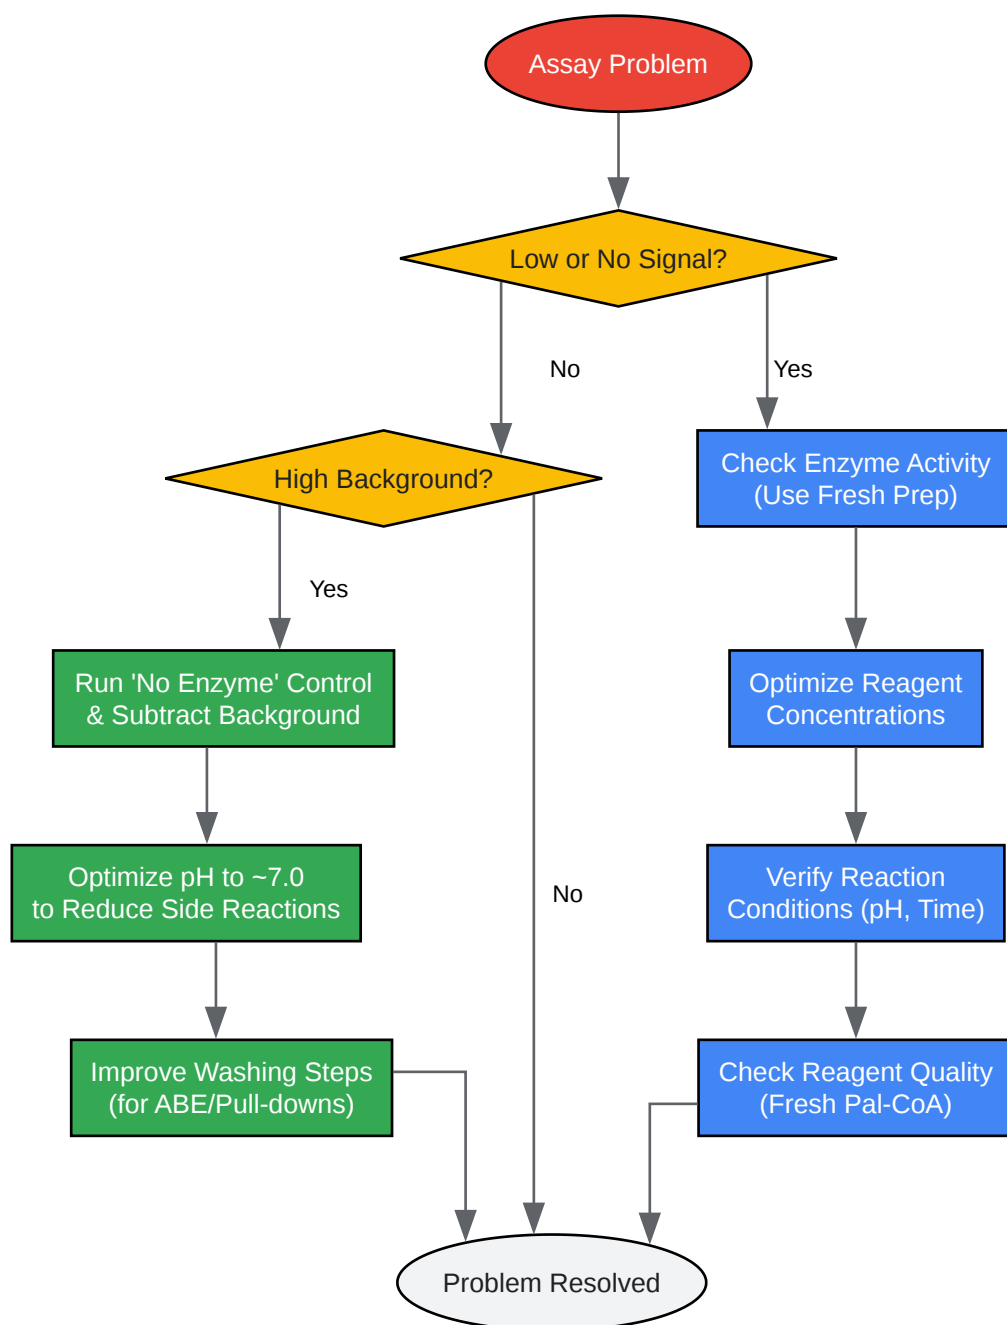 Assay Problem
Low or No Signal?
No
Yes
High Background?
Check Enzyme Activity
(Use Fresh Prep)
Yes
Run 'No Enzyme' Control
& Subtract Background
Optimize Reagent
Concentrations
Optimize pH to ~7.0
to Reduce Side Reactions
No
Verify Reaction
Conditions (pH, Time)
Improve Washing Steps
(for ABE/Pull-downs)
Check Reagent Quality
(Fresh Pal-CoA)
Problem Resolved